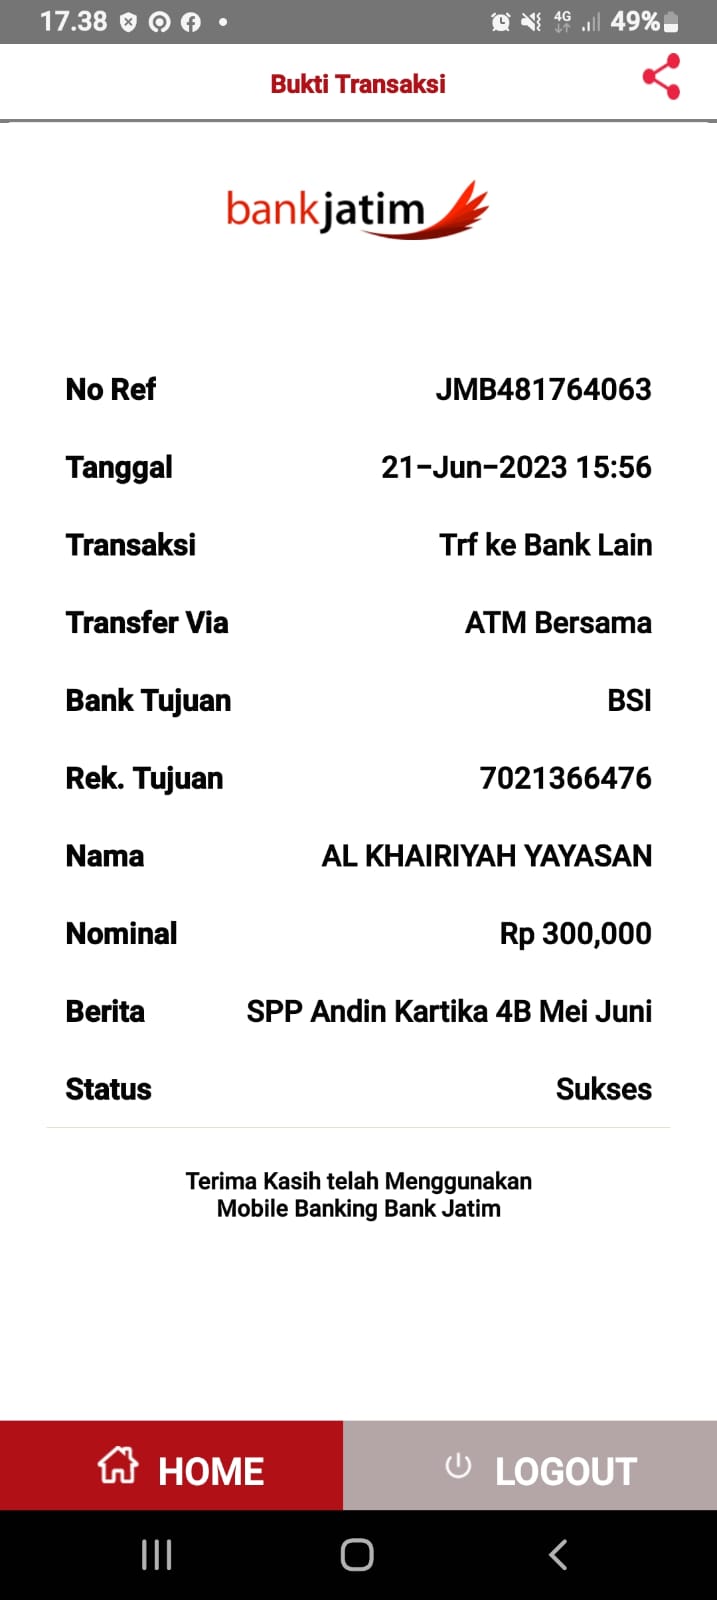 17.38 4G 49%
Bukti Transaksi
bankjatim
No Ref JMB481764063
Tanggal 21-Jun-2023 15:56
Transaksi Trf ke Bank Lain
Transfer Via ATM Bersama
Bank Tujuan BSI
Rek. Tujuan 7021366476
Nama AL KHAIRIYAH YAYASAN
Nominal Rp 300,000
Berita SPP Andin Kartika 4B Mei Juni
Status Sukses
Terima Kasih telah Menggunakan
Mobile Banking Bank Jatim
HOME LOGOUT